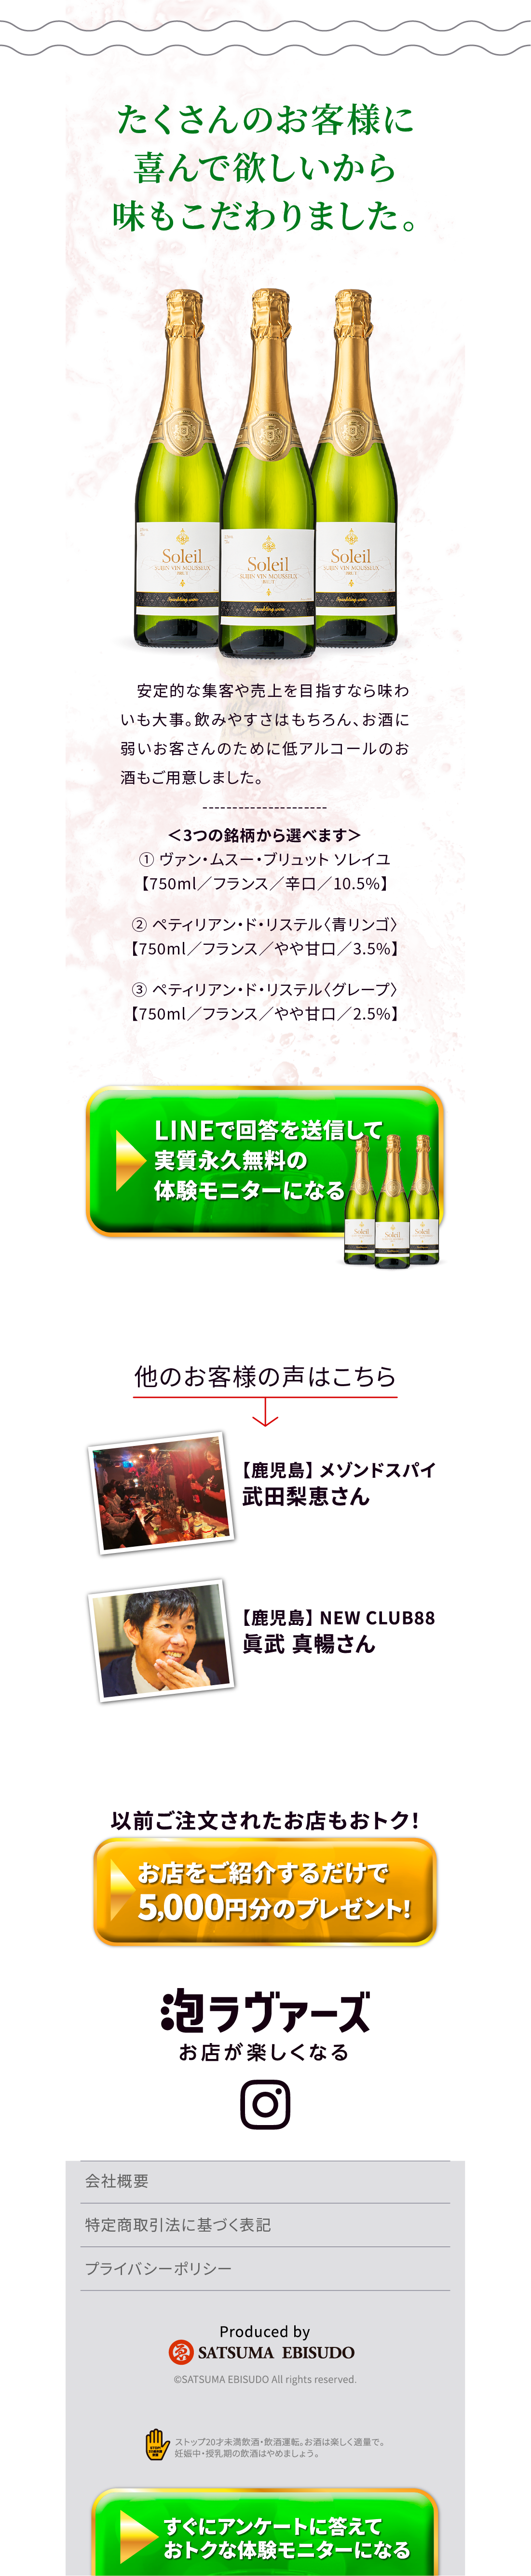 たくさんのお客様に
喜んで欲しいから
味もこだわりました。
Soleil
SOLEIL VIN MOUSSEUX
BRUT
Sparkling wine
安定的な集客や売上を目指すなら味わ
いも大事。飲みやすさはもちろん、お酒に
弱いお客さんのために低アルコールのお
酒もご用意しました。
---------------------
＜3つの銘柄から選べます＞
① ヴァン・ムスー・ブリュット ソレイユ
【750ml／フランス／辛口／10.5%】
② ペティリアン・ド・リステル〈青リンゴ〉
【750ml／フランス／やや甘口／3.5%】
③ ペティリアン・ド・リステル〈グレープ〉
【750ml／フランス／やや甘口／2.5%】
LINEで回答を送信して
実質永久無料の
体験モニターになる
他のお客様の声はこちら
【鹿児島】メゾンドスパイ
武田梨恵さん
【鹿児島】NEW CLUB88
眞武 真暢さん
以前ご注文されたお店もおトク！
お店をご紹介するだけで
5,000円分のプレゼント！
泡ラヴァーズ
お店が楽しくなる
会社概要
特定商取引法に基づく表記
プライバシーポリシー
Produced by
SATSUMA EBISUDO
©SATSUMA EBISUDO All rights reserved.
ストップ20才未満飲酒・飲酒運転。お酒は楽しく適量で。
妊娠中・授乳期の飲酒はやめましょう。
すぐにアンケートに答えて
おトクな体験モニターになる